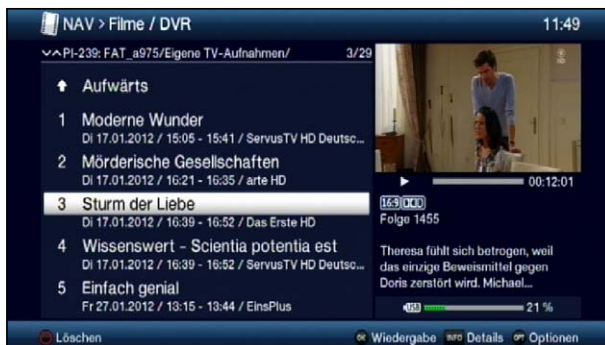 NAV > Filme / DVR
11:49
PI-239: FAT_a975/Eigene TV-Aufnahmen/ 3/29
Aufwärts
1 Moderne Wunder
Di 17.01.2012 / 15:05 - 15:41 / ServusTV HD Deutsc...
2 Mörderische Gesellschaften
Di 17.01.2012 / 16:21 - 16:35 / arte HD
3 Sturm der Liebe
Di 17.01.2012 / 16:39 - 16:52 / Das Erste HD
4 Wissenswert - Scientia potentia est
Di 17.01.2012 / 16:39 - 16:52 / ServusTV HD Deutsc...
5 Einfach genial
Fr 27.01.2012 / 13:15 - 13:44 / EinsPlus
00:12:01
16:9
Folge 1455
Theresa fühlt sich betrogen, weil
das einzige Beweismittel gegen
Doris zerstört wird. Michael...
USB 21 %
Löschen
OK Wiedergabe INFO Details OPT Optionen